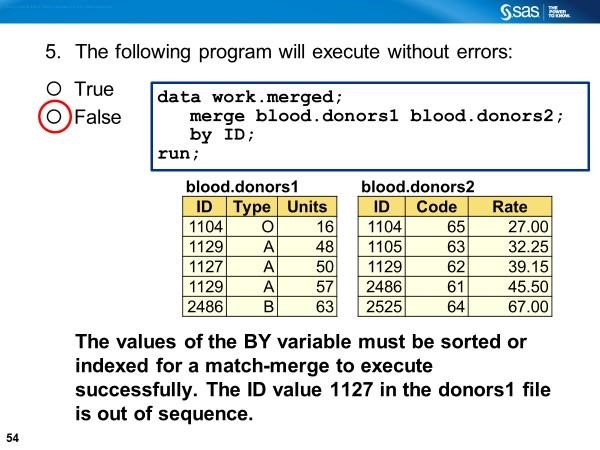 sas THE POWER TO KNOW.
5. The following program will execute without errors:
True
False
data work.merged;
merge blood.donors1 blood.donors2;
by ID;
run;
blood.donors1
ID Type Units
1104 O 16
1129 A 48
1127 A 50
1129 A 57
2486 B 63
blood.donors2
ID Code Rate
1104 65 27.00
1105 63 32.25
1129 62 39.15
2486 61 45.50
2525 64 67.00
The values of the BY variable must be sorted or
indexed for a match-merge to execute
successfully. The ID value 1127 in the donors1 file
is out of sequence.
54